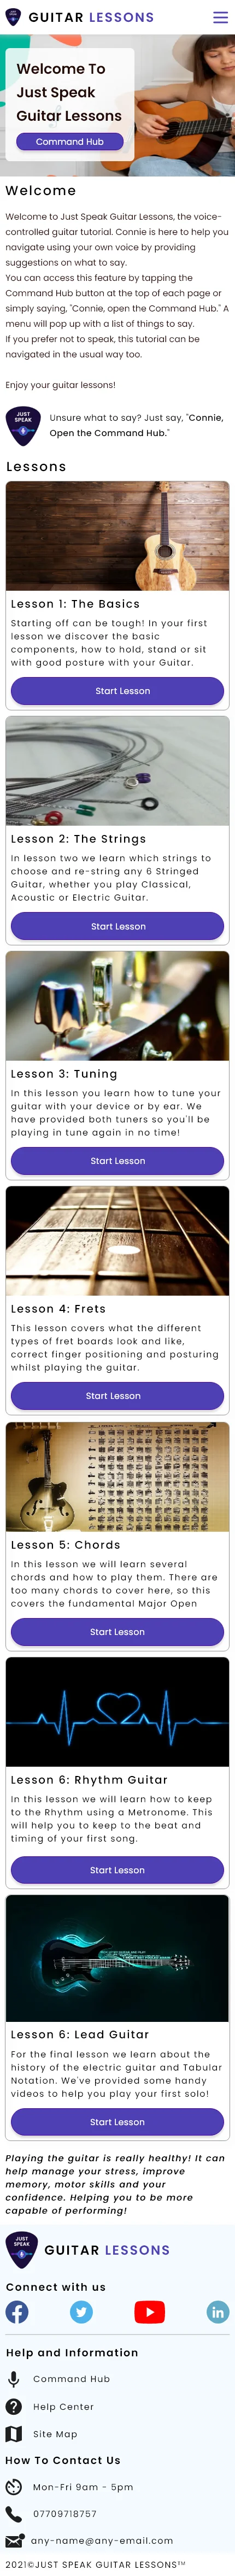 GUITAR LESSONS
Welcome To
Just Speak
Guitar Lessons
Command Hub
Welcome
Welcome to Just Speak Guitar Lessons, the voice-
controlled guitar tutorial. Connie is here to help you
navigate using your own voice by providing
suggestions on what to say.
You can access this feature by tapping the
Command Hub button at the top of each page or
simply saying, "Connie, open the Command Hub." A
menu will pop up with a list of things to say.
If you prefer not to speak, this tutorial can be
navigated in the usual way too.
Enjoy your guitar lessons!
JUST
SPEAK
Unsure what to say? Just say, "Connie,
Open the Command Hub."
Lessons
Lesson 1: The Basics
Starting off can be tough! In your first
lesson we discover the basic
components, how to hold, stand or sit
with good posture with your Guitar.
Start Lesson
Lesson 2: The Strings
In lesson two we learn which strings to
choose and re-string any 6 Stringed
Guitar, whether you play Classical,
Acoustic or Electric Guitar.
Start Lesson
Lesson 3: Tuning
In this lesson you learn how to tune your
guitar with your device or by ear. We
have provided both tuners so you'll be
playing in tune again in no time!
Start Lesson
Lesson 4: Frets
This lesson covers what the different
types of fret boards look and like,
correct finger positioning and posturing
whilst playing the guitar.
Start Lesson
Lesson 5: Chords
In this lesson we will learn several
chords and how to play them. There are
too many chords to cover here, so this
covers the fundamental Major Open
Start Lesson
Lesson 6: Rhythm Guitar
In this lesson we will learn how to keep
to the Rhythm using a Metronome. This
will help you to keep to the beat and
timing of your first song.
Start Lesson
Lesson 6: Lead Guitar
For the final lesson we learn about the
history of the electric guitar and Tabular
Notation. We've provided some handy
videos to help you play your first solo!
Start Lesson
Playing the guitar is really healthy! It can
help manage your stress, improve
memory, motor skills and your
confidence. Helping you to be more
capable of performing!
JUST
SPEAK
GUITAR LESSONS
Connect with us
Help and Information
Command Hub
Help Center
Site Map
How To Contact Us
Mon-Fri 9am - 5pm
07709718757
any-name@any-email.com
2021©JUST SPEAK GUITAR LESSONS™